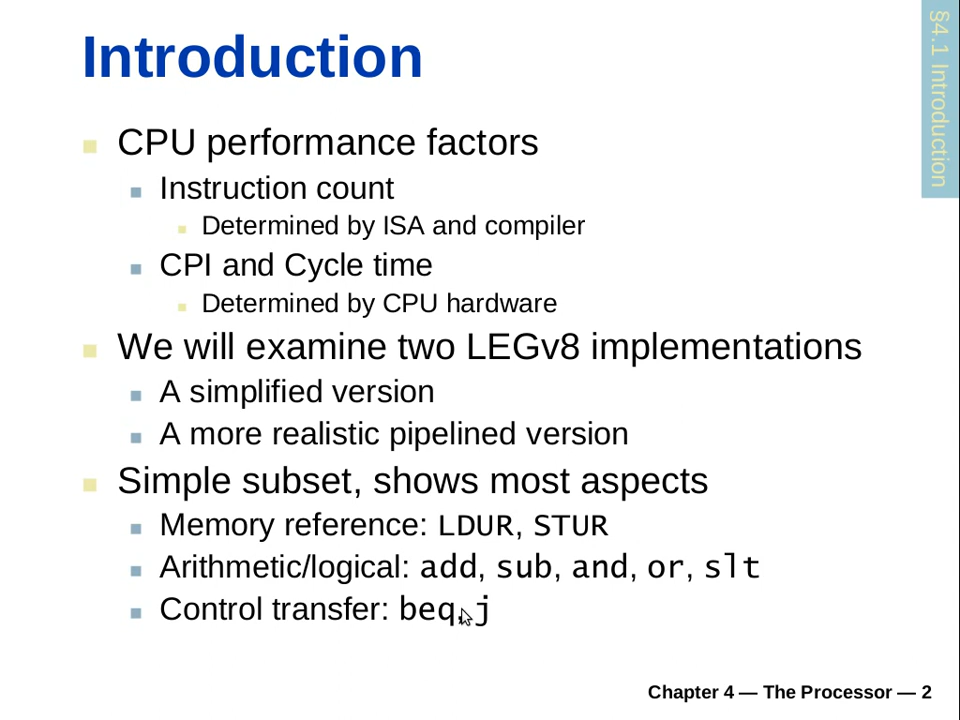 §4.1 Introduction
Introduction
CPU performance factors
Instruction count
Determined by ISA and compiler
CPI and Cycle time
Determined by CPU hardware
We will examine two LEGv8 implementations
A simplified version
A more realistic pipelined version
Simple subset, shows most aspects
Memory reference: LDUR, STUR
Arithmetic/logical: add, sub, and, or, slt
Control transfer: beq, j
Chapter 4 — The Processor — 2